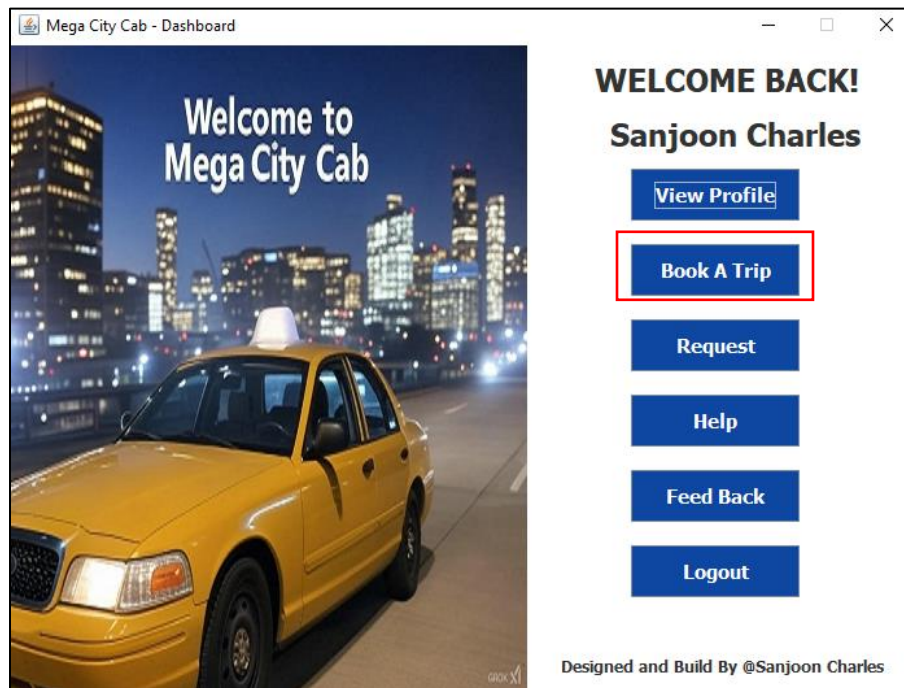 Mega City Cab - Dashboard
Welcome to
Mega City Cab
WELCOME BACK!
Sanjoon Charles
View Profile
Book A Trip
Request
Help
Feed Back
Logout
GROK
Designed and Build By @Sanjoon Charles